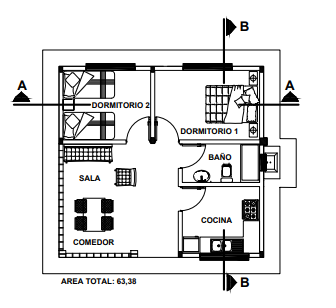 B
A
A
DORMITORIO 2
DORMITORIO 1
BAÑO
SALA
COCINA
COMEDOR
AREA TOTAL: 63,38
B